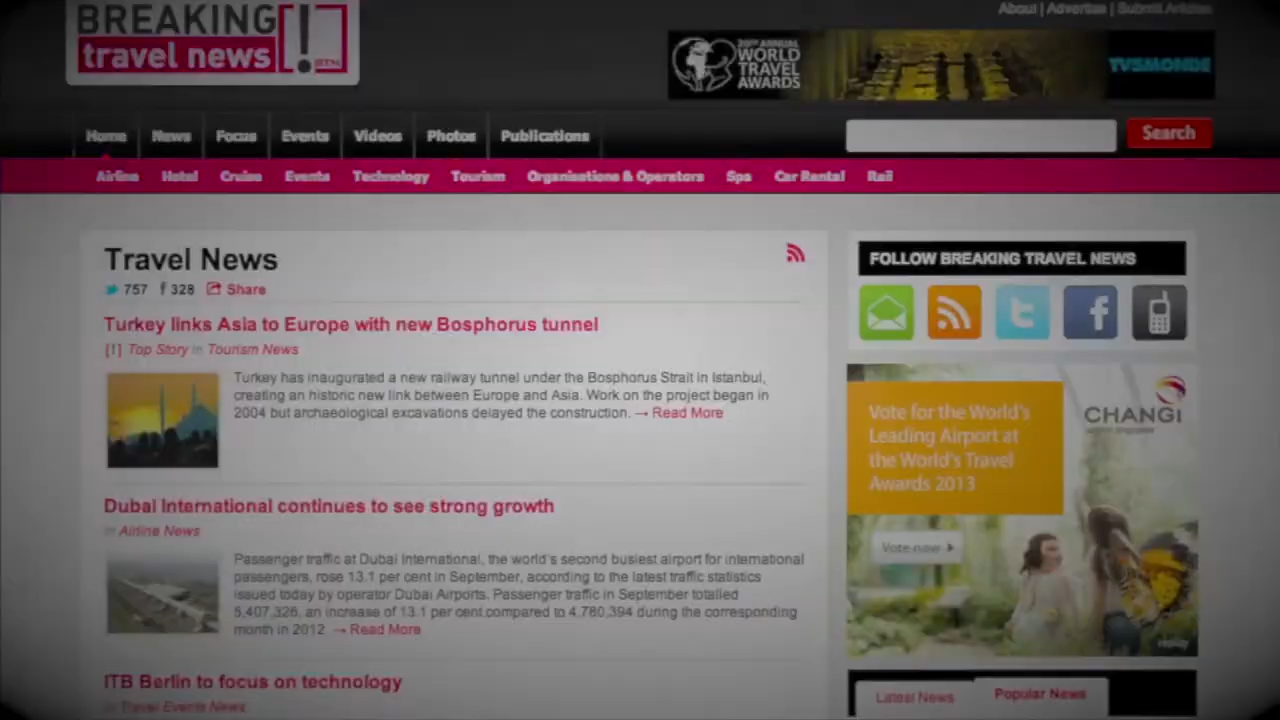 BREAKING
travel news
[!]
(BTN)
About | Advertise | Submit Articles
20TH ANNUAL
WORLD
TRAVEL
AWARDS
TV5MONDE
Home
News
Focus
Events
Videos
Photos
Publications
Search
Airline
Hotel
Cruise
Events
Technology
Tourism
Organisations & Operators
Spa
Car Rental
Rail
Travel News
757
328
Share
Turkey links Asia to Europe with new Bosphorus tunnel
[!] Top Story in Tourism News
Turkey has inaugurated a new railway tunnel under the Bosphorus Strait in Istanbul,
creating an historic new link between Europe and Asia. Work on the project began in
2004 but archaeological excavations delayed the construction. → Read More
Dubai International continues to see strong growth
in Airline News
Passenger traffic at Dubai International, the world's second busiest airport for international
passengers, rose 13.1 per cent in September, according to the latest traffic statistics
issued today by operator Dubai Airports. Passenger traffic in September totalled
5,407,326, an increase of 13.1 per cent compared to 4,780,394 during the corresponding
month in 2012 → Read More
ITB Berlin to focus on technology
in Travel Events News
FOLLOW BREAKING TRAVEL NEWS
Vote for the World's
Leading Airport at
the World's Travel
Awards 2013
Vote now
CHANGI
replay
Latest News
Popular News